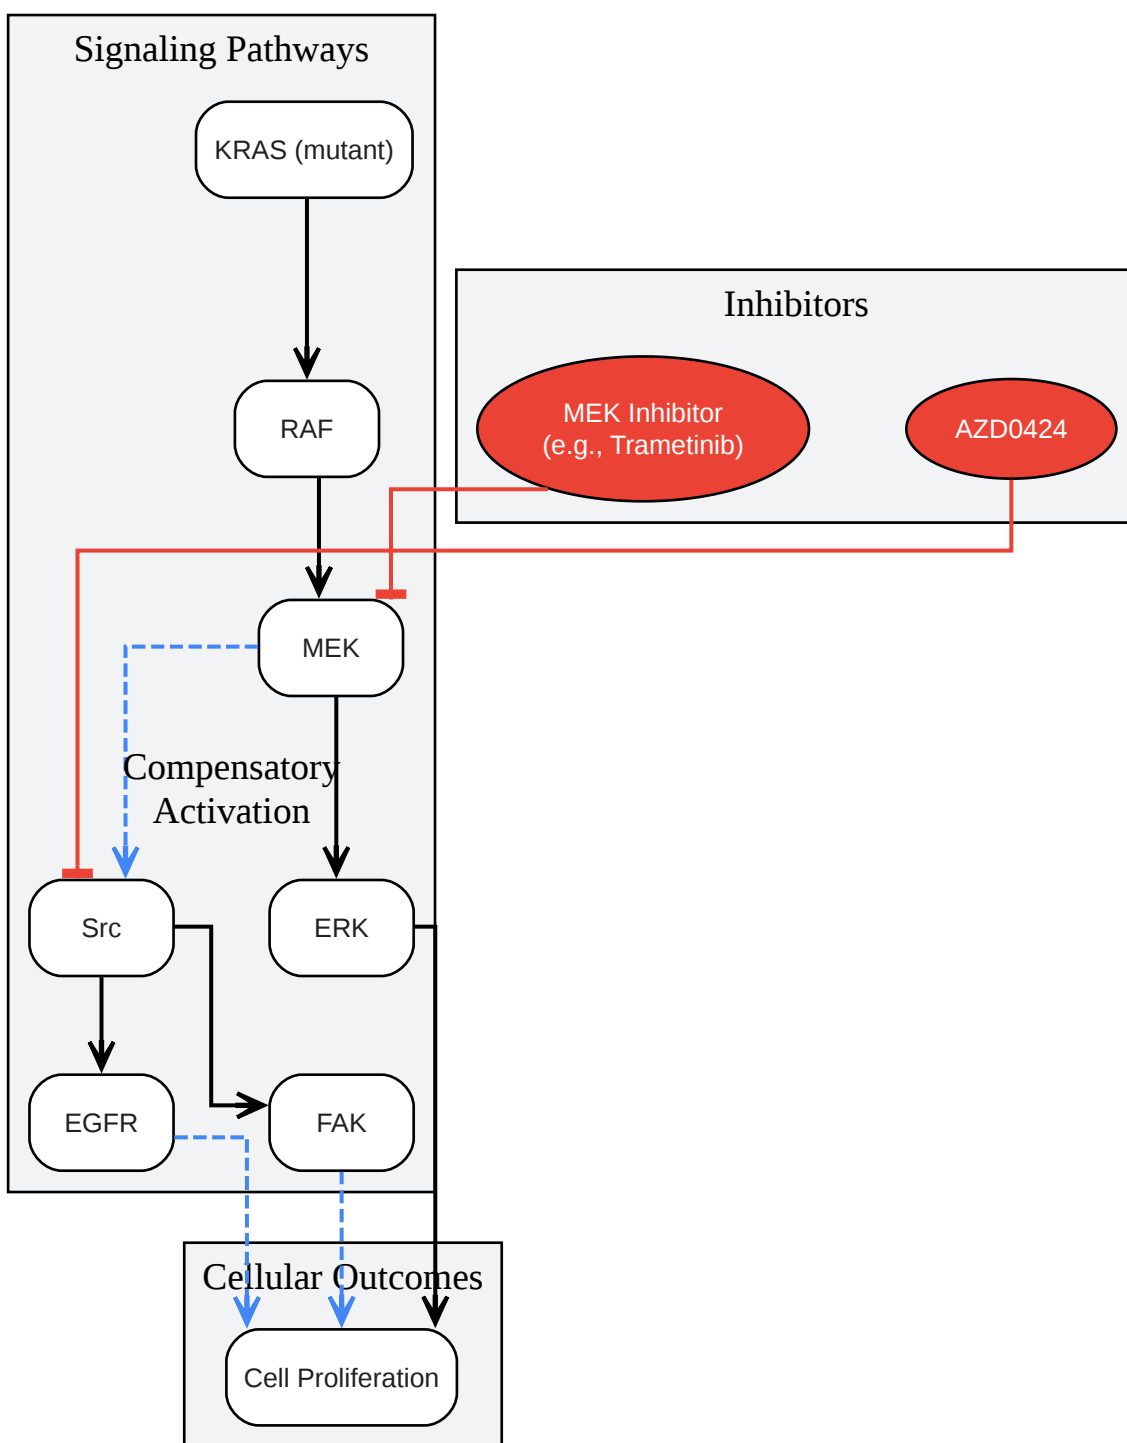 Signaling Pathways
KRAS (mutant)
Inhibitors
RAF
MEK Inhibitor
(e.g., Trametinib)
AZD0424
MEK
Compensatory
Activation
Src
ERK
EGFR
FAK
Cellular Outcomes
Cell Proliferation